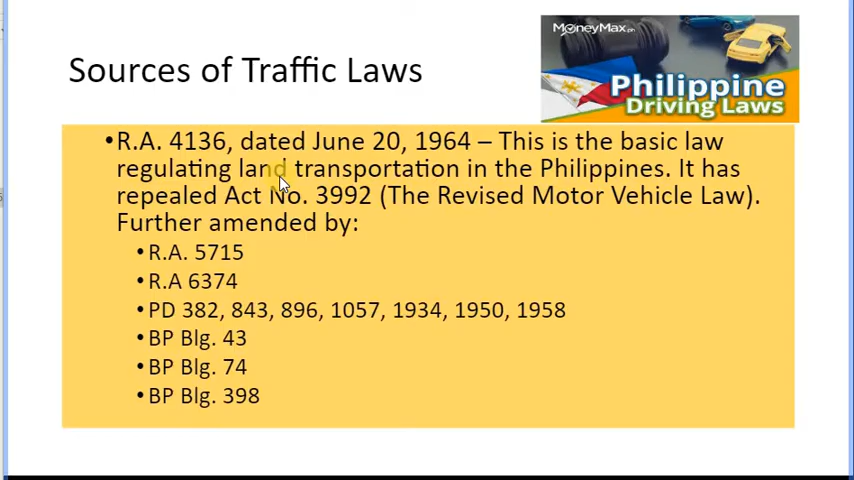 Sources of Traffic Laws
MoneyMax.ph
Philippine
Driving Laws
•R.A. 4136, dated June 20, 1964 – This is the basic law
regulating land transportation in the Philippines. It has
repealed Act No. 3992 (The Revised Motor Vehicle Law).
Further amended by:
•R.A. 5715
•R.A 6374
•PD 382, 843, 896, 1057, 1934, 1950, 1958
•BP Blg. 43
•BP Blg. 74
•BP Blg. 398